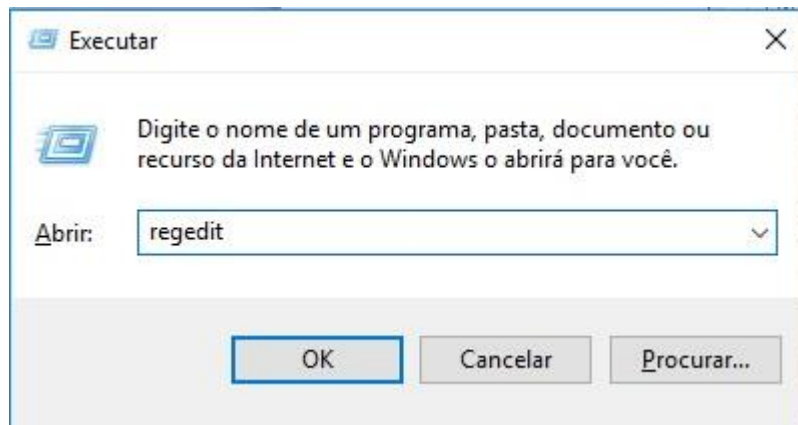 Executar
Digite o nome de um programa, pasta, documento ou
recurso da Internet e o Windows o abrirá para você.
Abrir: regedit
OK Cancelar Procurar...